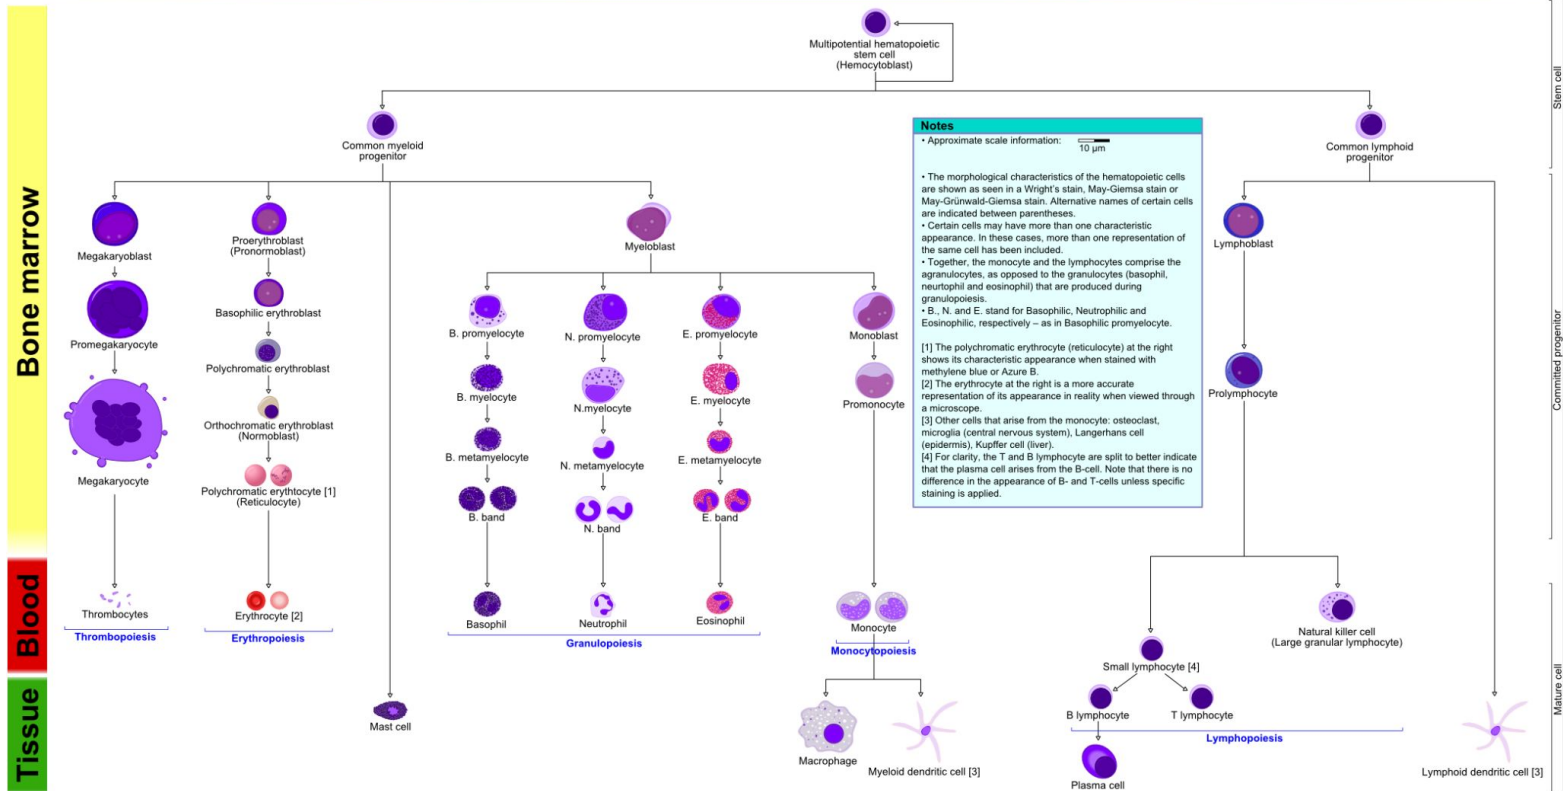 Bone marrow
Blood
Tissue
Stem cell
Committed progenitor
Mature cell
Multipotential hematopoietic
stem cell
(Hemocytoblast)
Common myeloid
progenitor
Common lymphoid
progenitor
Notes
• Approximate scale information:
10 µm
• The morphological characteristics of the hematopoietic cells
are shown as seen in a Wright's stain, May-Giemsa stain or
May-Grünwald-Giemsa stain. Alternative names of certain cells
are indicated between parentheses.
• Certain cells may have more than one characteristic
appearance. In these cases, more than one representation of
the same cell has been included.
• Together, the monocyte and the lymphocytes comprise the
agranulocytes, as opposed to the granulocytes (basophil,
neurtophil and eosinophil) that are produced during
granulopoiesis.
• B., N. and E. stand for Basophilic, Neutrophilic and
Eosinophilic, respectively – as in Basophilic promyelocyte.
[1] The polychromatic erythrocyte (reticulocyte) at the right
shows its characteristic appearance when stained with
methylene blue or Azure B.
[2] The erythrocyte at the right is a more accurate
representation of its appearance in reality when viewed through
a microscope.
[3] Other cells that arise from the monocyte: osteoclast,
microglia (central nervous system), Langerhans cell
(epidermis), Kupffer cell (liver).
[4] For clarity, the T and B lymphocyte are split to better indicate
that the plasma cell arises from the B-cell. Note that there is no
difference in the appearance of B- and T-cells unless specific
staining is applied.
Megakaryoblast
Promegakaryocyte
Megakaryocyte
Thrombocytes
Thrombopoiesis
Proerythroblast
(Pronormoblast)
Basophilic erythroblast
Polychromatic erythroblast
Orthochromatic erythroblast
(Normoblast)
Polychromatic erythtocyte [1]
(Reticulocyte)
Erythrocyte [2]
Erythropoiesis
Mast cell
Myeloblast
B. promyelocyte
B. myelocyte
B. metamyelocyte
B. band
Basophil
N. promyelocyte
N.myelocyte
N. metamyelocyte
N. band
Neutrophil
E. promyelocyte
E. myelocyte
E. metamyelocyte
E. band
Eosinophil
Granulopoiesis
Monoblast
Promonocyte
Monocyte
Monocytopoiesis
Macrophage
Myeloid dendritic cell [3]
Lymphoblast
Prolymphocyte
Natural killer cell
(Large granular lymphocyte)
Small lymphocyte [4]
B lymphocyte
T lymphocyte
Lymphopoiesis
Plasma cell
Lymphoid dendritic cell [3]